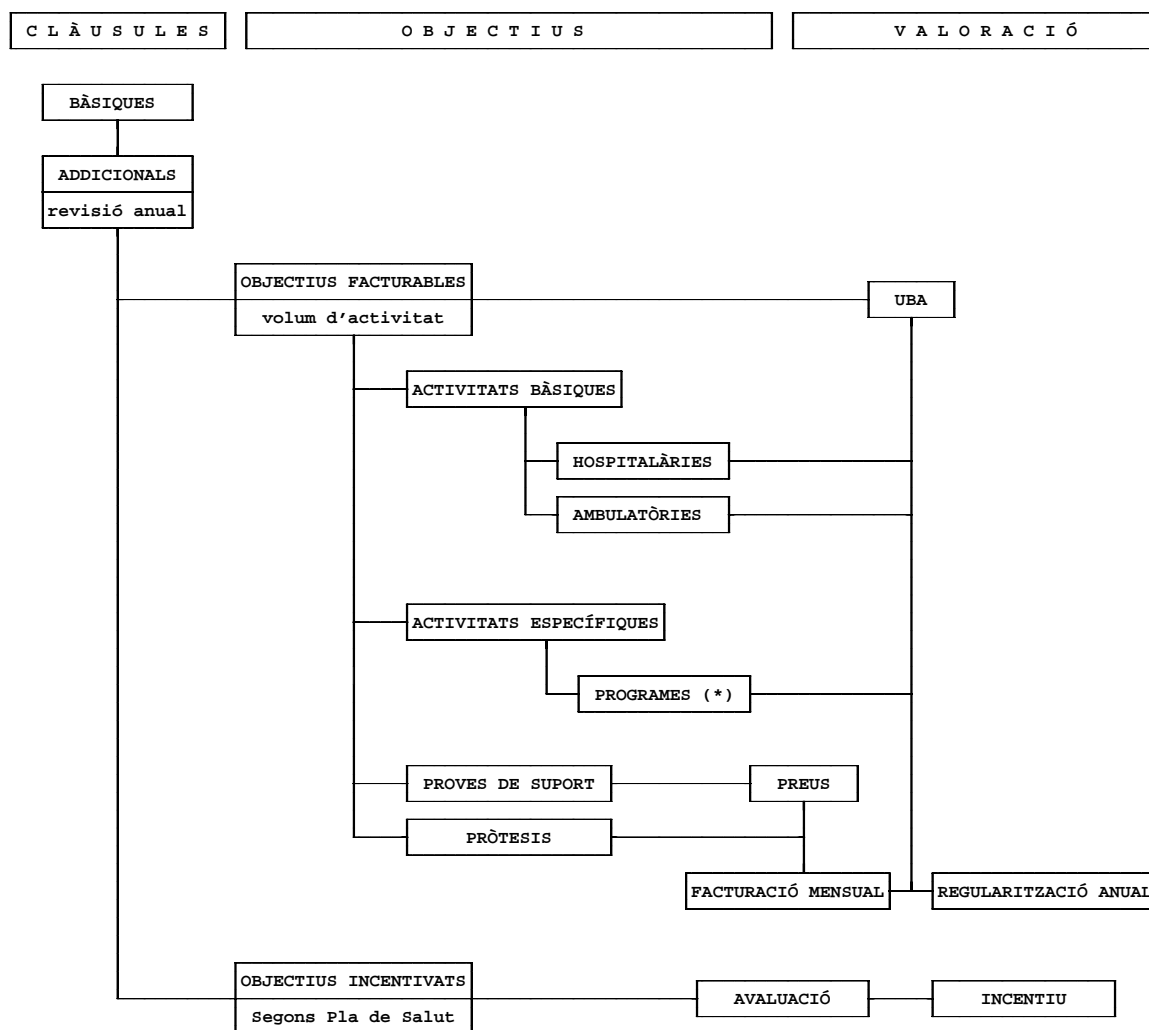 C L À U S U L E S
O B J E C T I U S
V A L O R A C I Ó
BÀSIQUES
ADDICIONALS
revisió anual
OBJECTIUS FACTURABLES
volum d'activitat
UBA
ACTIVITATS BÀSIQUES
HOSPITALÀRIES
AMBULATÒRIES
ACTIVITATS ESPECÍFIQUES
PROGRAMES (*)
PROVES DE SUPORT
PREUS
PRÒTESIS
FACTURACIÓ MENSUAL
REGULARITZACIÓ ANUAL
OBJECTIUS INCENTIVATS
Segons Pla de Salut
AVALUACIÓ
INCENTIU